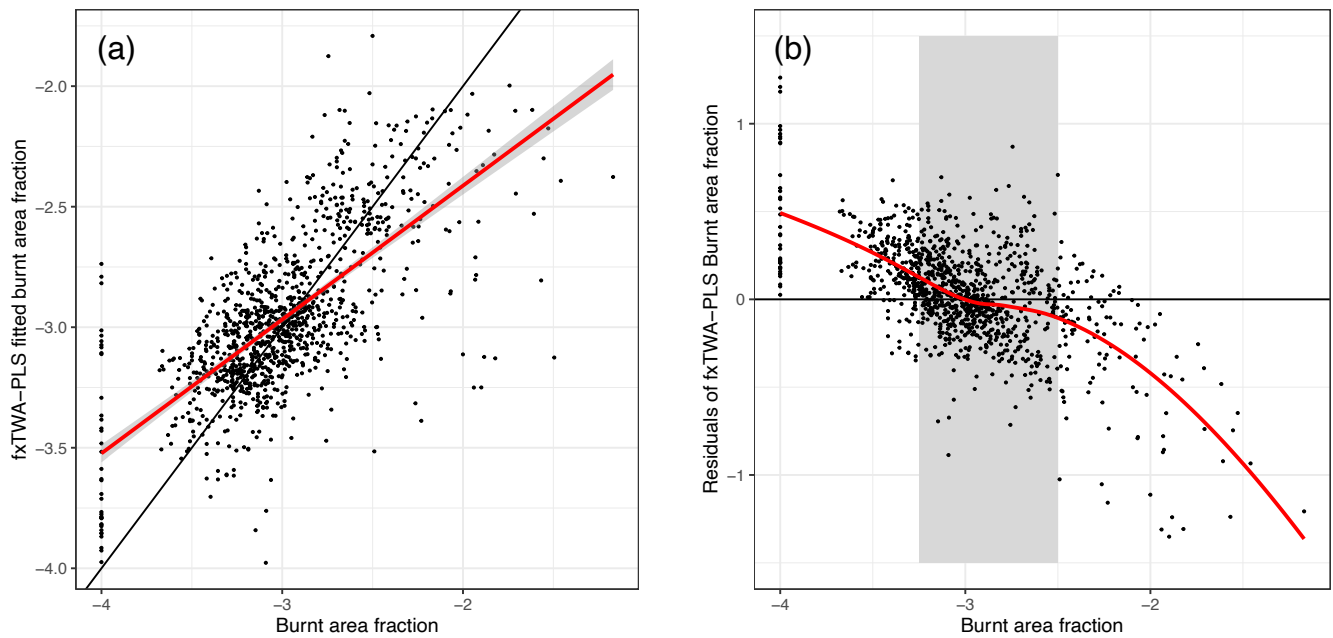 (a)
fxTWA−PLS fitted burnt area fraction
−2.0
−2.5
−3.0
−3.5
−4.0
−4
−3
−2
Burnt area fraction
(b)
Residuals of fxTWA−PLS Burnt area fraction
1
0
−1
−4
−3
−2
Burnt area fraction